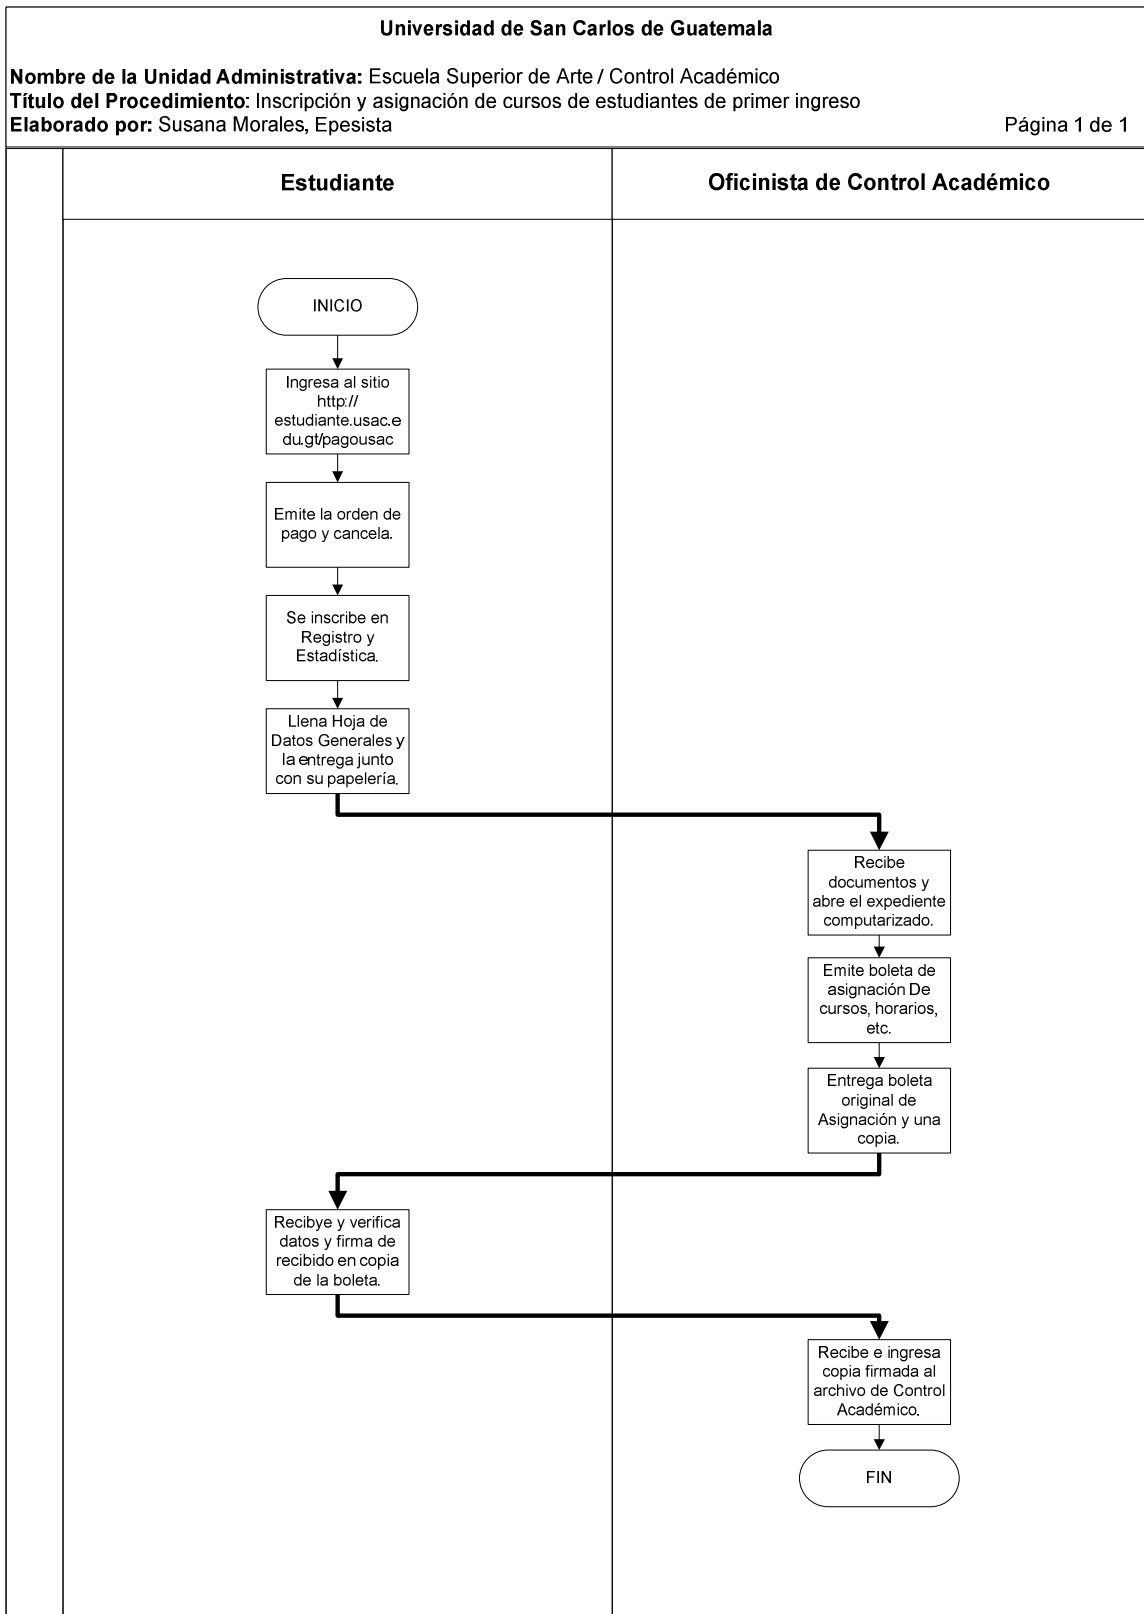 Universidad de San Carlos de Guatemala
Nombre de la Unidad Administrativa: Escuela Superior de Arte / Control Académico
Título del Procedimiento: Inscripción y asignación de cursos de estudiantes de primer ingreso
Elaborado por: Susana Morales, Epesista
Página 1 de 1
Estudiante
Oficinista de Control Académico
INICIO
Ingresa al sitio
http://
estudiante.usac.e
du.gt/pagousac
Emite la orden de
pago y cancela.
Se inscribe en
Registro y
Estadística.
Llena Hoja de
Datos Generales y
la entrega junto
con su papelería.
Recibe
documentos y
abre el expediente
computarizado.
Emite boleta de
asignación De
cursos, horarios,
etc.
Entrega boleta
original de
Asignación y una
copia.
Recibye y verifica
datos y firma de
recibido en copia
de la boleta.
Recibe e ingresa
copia firmada al
archivo de Control
Académico.
FIN